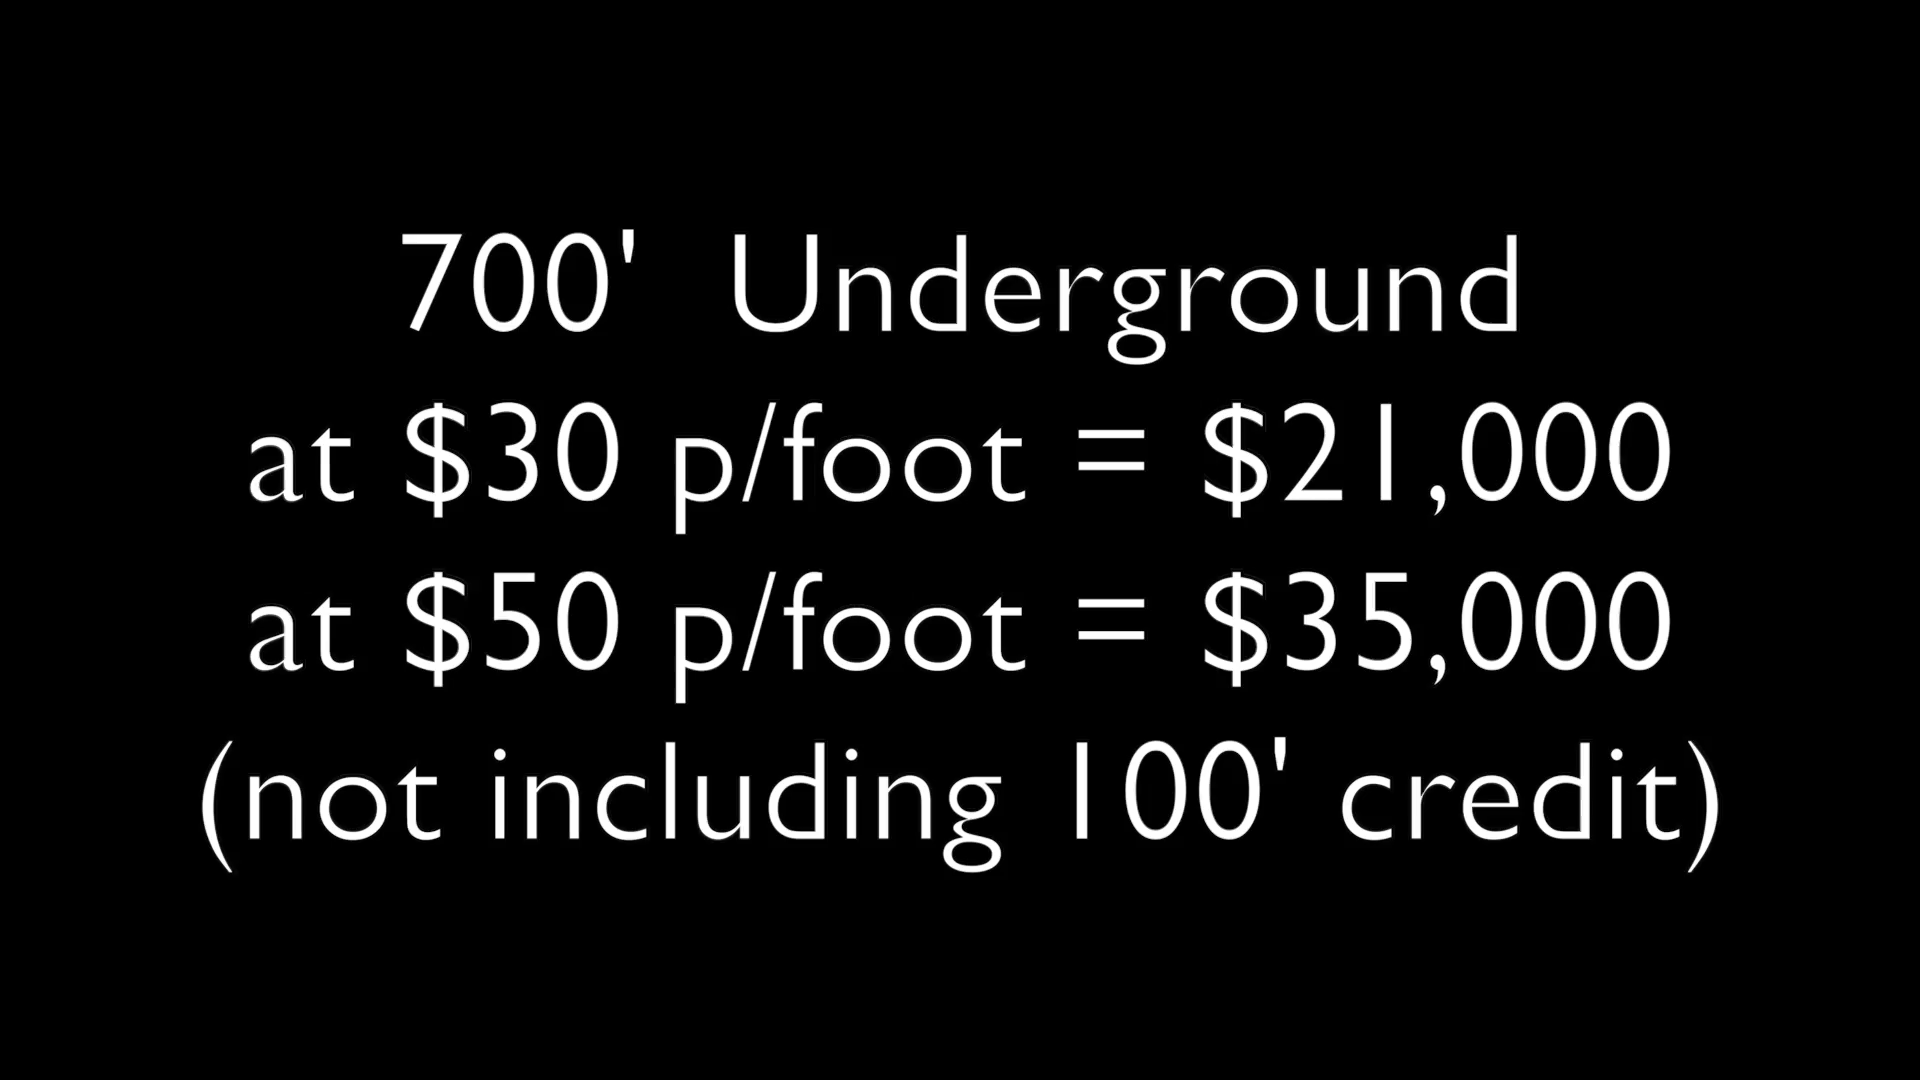 700' Underground
at $30 p/foot = $21,000
at $50 p/foot = $35,000
(not including 100' credit)